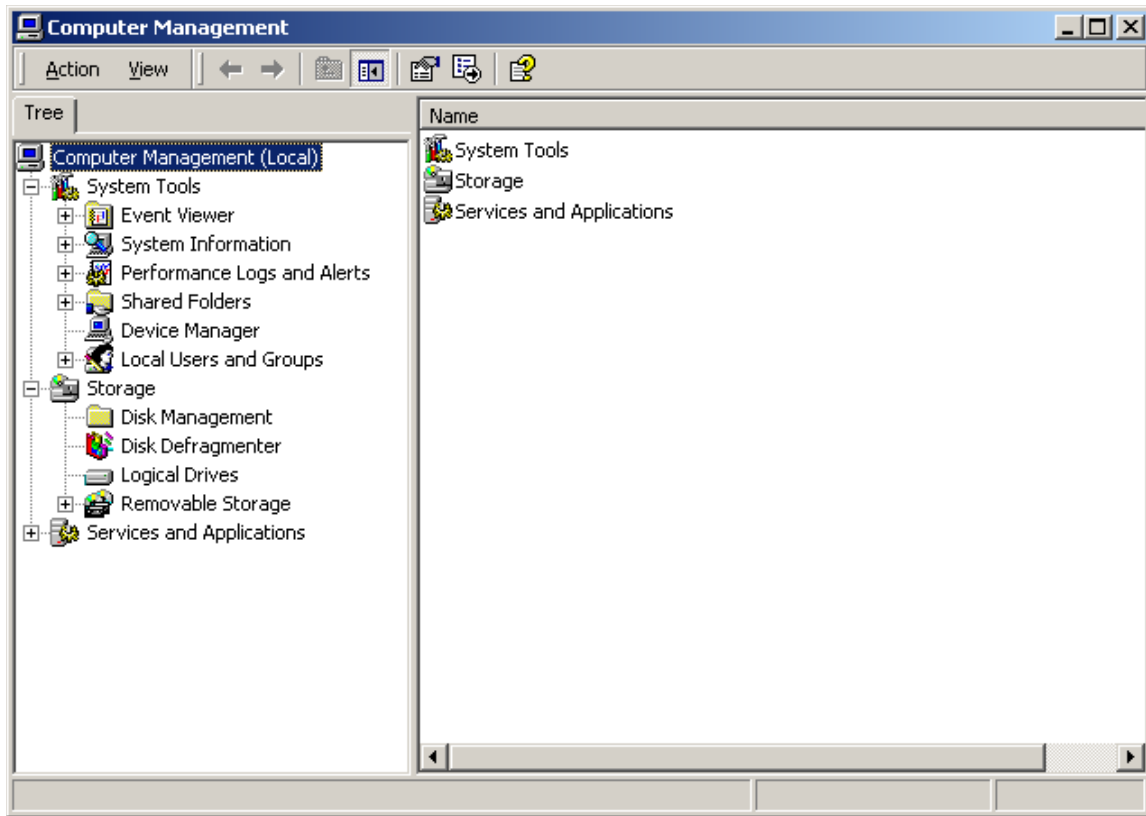 Computer Management
Action View
Tree
Computer Management (Local)
System Tools
Event Viewer
System Information
Performance Logs and Alerts
Shared Folders
Device Manager
Local Users and Groups
Storage
Disk Management
Disk Defragmenter
Logical Drives
Removable Storage
Services and Applications
Name
System Tools
Storage
Services and Applications